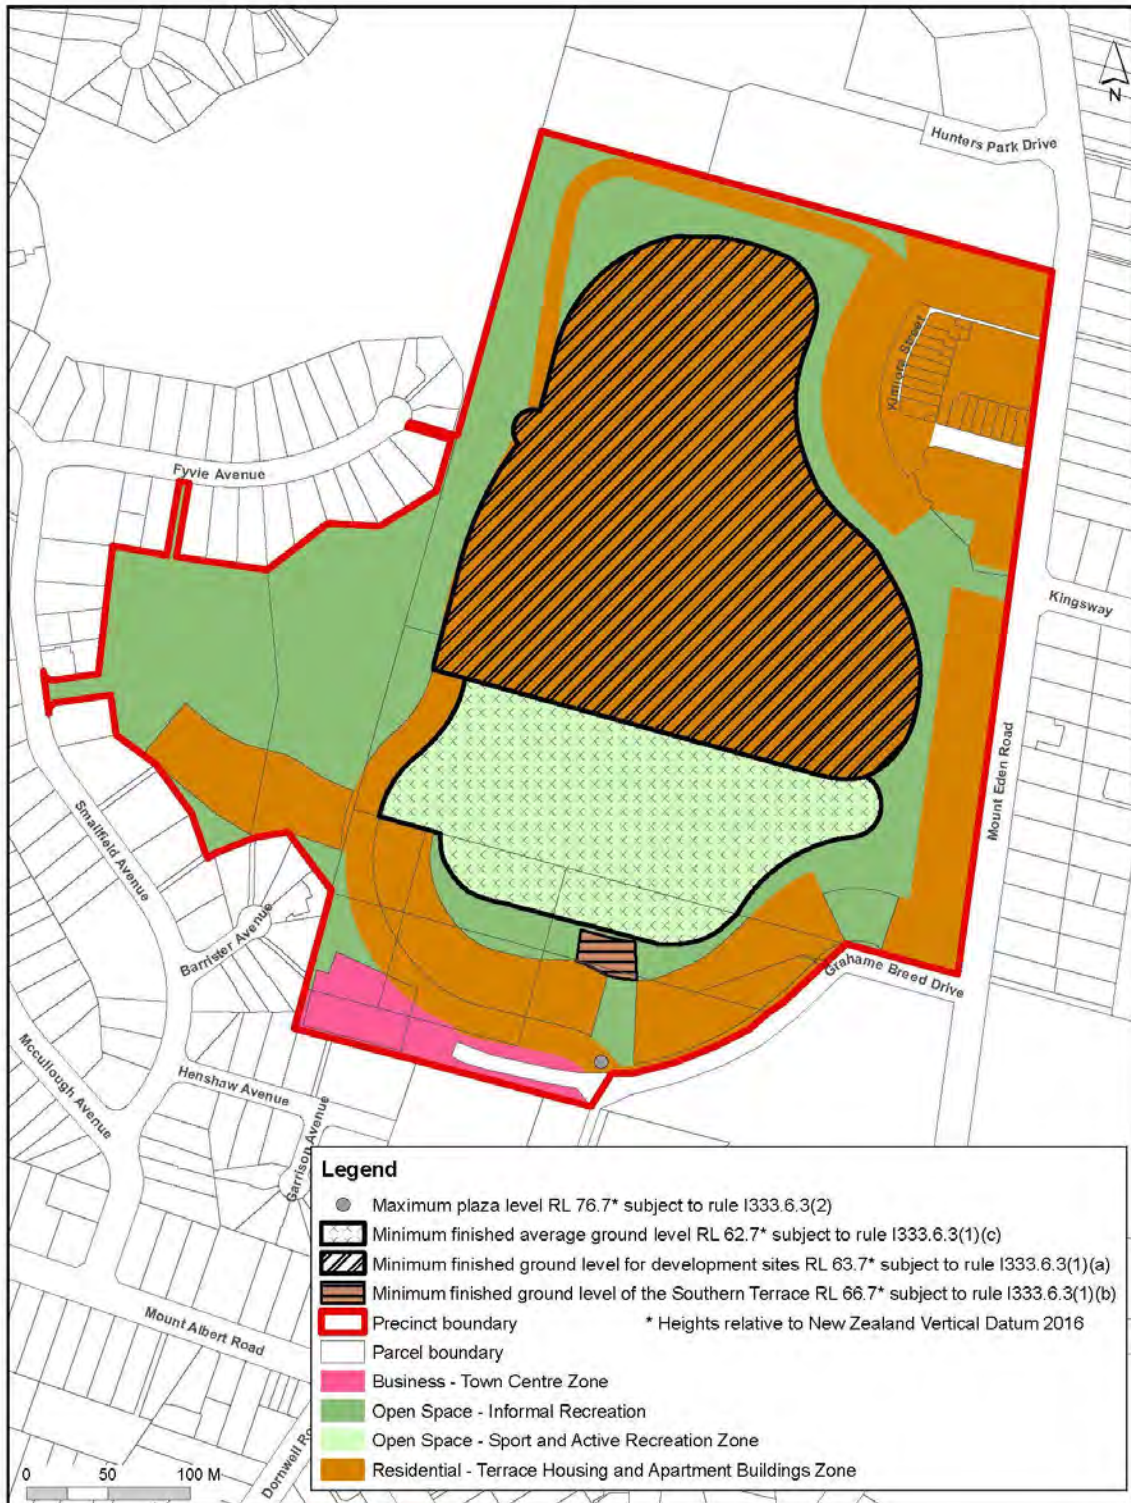 N
Hunters Park Drive
Kimiora Street
Fyvie Avenue
Kingsway
Mount Eden Road
Smallfield Avenue
Barrister Avenue
Grahame Breed Drive
Mccullough Avenue
Henshaw Avenue
Garrison Avenue
Mount Albert Road
Dornwell Ro
Legend
Maximum plaza level RL 76.7* subject to rule I333.6.3(2)
Minimum finished average ground level RL 62.7* subject to rule I333.6.3(1)(c)
Minimum finished ground level for development sites RL 63.7* subject to rule I333.6.3(1)(a)
Minimum finished ground level of the Southern Terrace RL 66.7* subject to rule I333.6.3(1)(b)
Precinct boundary * Heights relative to New Zealand Vertical Datum 2016
Parcel boundary
Business - Town Centre Zone
Open Space - Informal Recreation
Open Space - Sport and Active Recreation Zone
Residential - Terrace Housing and Apartment Buildings Zone
0 50 100 M